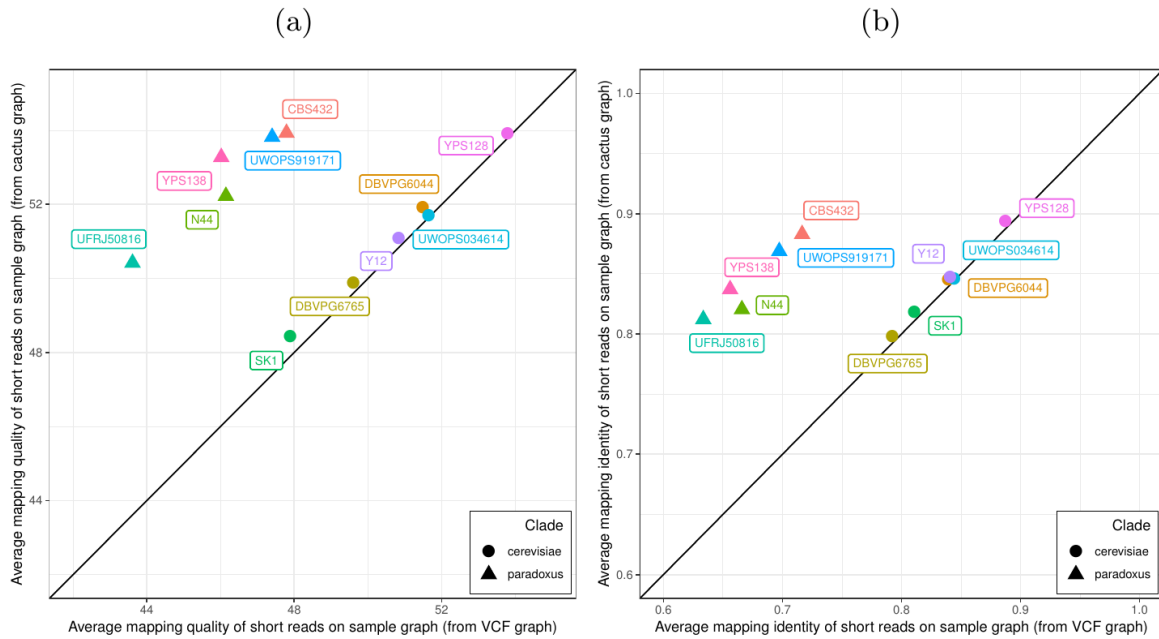 (a)
Average mapping quality of short reads on sample graph (from cactus graph)
52
48
44
CBS432
UWOPS919171
YPS138
N44
UFRJ50816
YPS128
DBVPG6044
UWOPS034614
Y12
DBVPG6765
SK1
Clade
cerevisiae
paradoxus
44
48
52
Average mapping quality of short reads on sample graph (from VCF graph)
(b)
Average mapping identity of short reads on sample graph (from cactus graph)
1.0
0.9
0.8
0.7
0.6
CBS432
YPS128
UWOPS919171
Y12
UWOPS034614
YPS138
DBVPG6044
N44
SK1
UFRJ50816
DBVPG6765
Clade
cerevisiae
paradoxus
0.6
0.7
0.8
0.9
1.0
Average mapping identity of short reads on sample graph (from VCF graph)